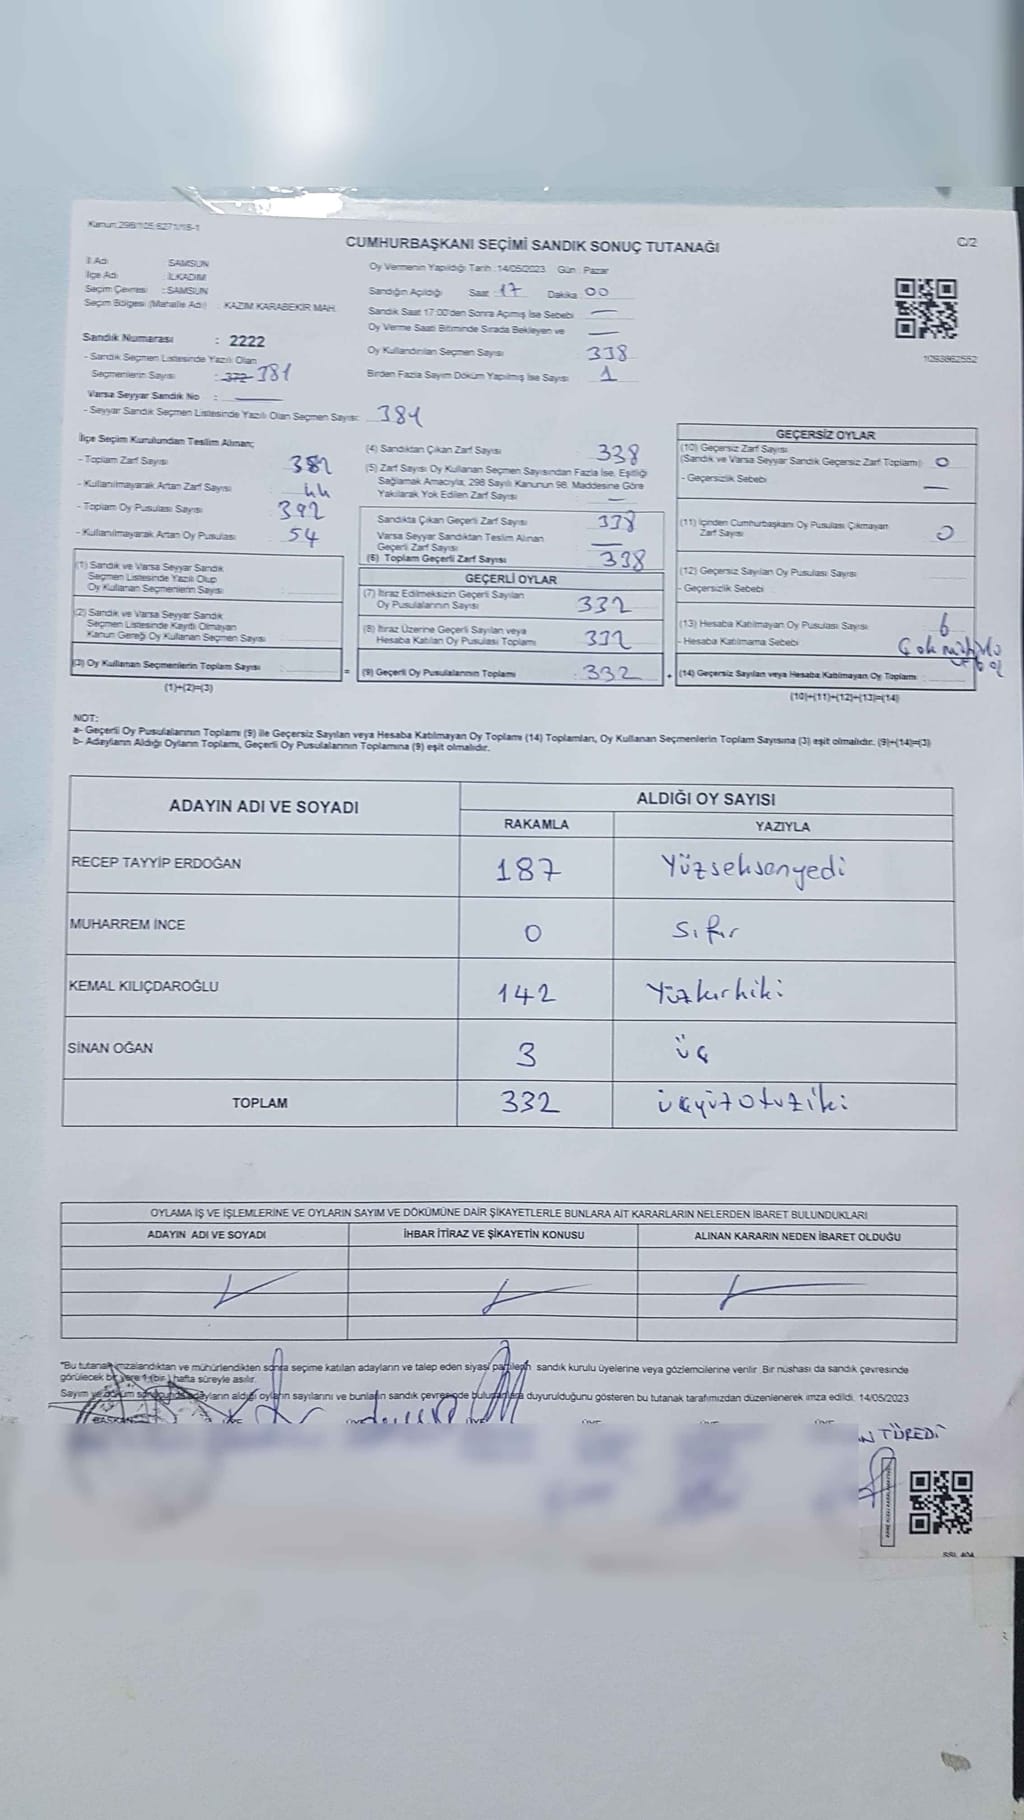 Kanun:298/105,6271/18-1
C/2
CUMHURBAŞKANI SEÇİMİ SANDIK SONUÇ TUTANAĞI
İl Adı : SAMSUN
İlçe Adı : İLKADIM
Seçim Çevresi : SAMSUN
Seçim Bölgesi (Mahalle Adı) : KAZIM KARABEKİR MAH.
Sandık Numarası : 2222
- Sandık Seçmen Listesinde Yazılı Olan
Seçmenlerin Sayısı : 372 381
Varsa Seyyar Sandık No :
- Seyyar Sandık Seçmen Listesinde Yazılı Olan Seçmen Sayısı:
Oy Vermenin Yapıldığı Tarih : 14/05/2023 Gün : Pazar
Sandığın Açıldığı Saat : 17 Dakika : 00
Sandık Saat 17:00'den Sonra Açımış İse Sebebi —
Oy Verme Saati Bitiminde Sırada Bekleyen ve —
Oy Kullandırılan Seçmen Sayısı 338
Birden Fazla Sayım Döküm Yapılmış İse Sayısı 1
1093862552
İlçe Seçim Kurulundan Teslim Alınan;
- Toplam Zarf Sayısı 382
- Kullanılmayarak Artan Zarf Sayısı 44
- Toplam Oy Pusulası Sayısı 392
- Kullanılmayarak Artan Oy Pusulası 54
(1) Sandık ve Varsa Seyyar Sandık
Seçmen Listesinde Yazılı Olup
Oy Kullanan Seçmenlerin Sayısı :
(2) Sandık ve Varsa Seyyar Sandık
Seçmen Listesinde Kayıtlı Olmayan
Kanun Gereği Oy Kullanan Seçmen Sayısı :
(3) Oy Kullanan Seçmenlerin Toplam Sayısı : =
(1)+(2)=(3)
(4) Sandıktan Çıkan Zarf Sayısı 338
(5) Zarf Sayısı Oy Kullanan Seçmen Sayısından Fazla İse, Eşitliği
Sağlamak Amacıyla, 298 Sayılı Kanunun 98. Maddesine Göre
Yakılarak Yok Edilen Zarf Sayısı —
Sandıkta Çıkan Geçerli Zarf Sayısı 338
Varsa Seyyar Sandıktan Teslim Alınan
Geçerli Zarf Sayısı —
(6) Toplam Geçerli Zarf Sayısı 338
GEÇERLİ OYLAR
(7) İtiraz Edilmeksizin Geçerli Sayılan
Oy Pusulalarının Sayısı 332
(8) İtiraz Üzerine Geçerli Sayılan veya
Hesaba Katılan Oy Pusulası Toplamı 332
(9) Geçerli Oy Pusulalarının Toplamı : 332 +
GEÇERSİZ OYLAR
(10) Geçersiz Zarf Sayısı
(Sandık ve Varsa Seyyar Sandık Geçersiz Zarf Toplamı) : 0
- Geçersizlik Sebebi —
(11) İçinden Cumhurbaşkanı Oy Pusulası Çıkmayan
Zarf Sayısı 0
(12) Geçersiz Sayılan Oy Pusulası Sayısı :
- Geçersizlik Sebebi
(13) Hesaba Katılmayan Oy Pusulası Sayısı : 6
- Hesaba Katılmama Sebebi
(14) Geçersiz Sayılan veya Hesaba Katılmayan Oy Toplamı :
(10)+(11)+(12)+(13)=(14)
NOT:
a- Geçerli Oy Pusulalarının Toplamı (9) ile Geçersiz Sayılan veya Hesaba Katılmayan Oy Toplamı (14) Toplamları, Oy Kullanan Seçmenlerin Toplam Sayısına (3) eşit olmalıdır. (9)+(14)=(3)
b- Adayların Aldığı Oyların Toplamı, Geçerli Oy Pusulalarının Toplamına (9) eşit olmalıdır.
ADAYIN ADI VE SOYADI ALDIĞI OY SAYISI
RAKAMLA YAZIYLA
RECEP TAYYİP ERDOĞAN 187 Yüzseksenyedi
MUHARREM İNCE 0 sıfır
KEMAL KILIÇDAROĞLU 142 Yüzkırkiki
SİNAN OĞAN 3 üç
TOPLAM 332 üçyüzotuziki
OYLAMA İŞ VE İŞLEMLERİNE VE OYLARIN SAYIM VE DÖKÜMÜNE DAİR ŞİKAYETLERLE BUNLARA AİT KARARLARIN NELERDEN İBARET BULUNDUKLARI
ADAYIN ADI VE SOYADI İHBAR İTİRAZ VE ŞİKAYETİN KONUSU ALINAN KARARIN NEDEN İBARET OLDUĞU
*Bu tutanak imzalandıktan ve mühürlendikten sonra seçime katılan adayların ve talep eden siyasi partilerin sandık kurulu üyelerine veya gözlemcilerine verilir. Bir nüshası da sandık çevresinde
görülecek bir yere 1 (bir) hafta süreyle asılır.
Sayım ve döküm sonucunda adayların aldığı oyların sayılarını ve bunların sandık çevresinde bulunanlara duyurulduğunu gösteren bu tutanak tarafımızdan düzenlenerek imza edildi. 14/05/2023
BAŞKAN
TÜREDİ